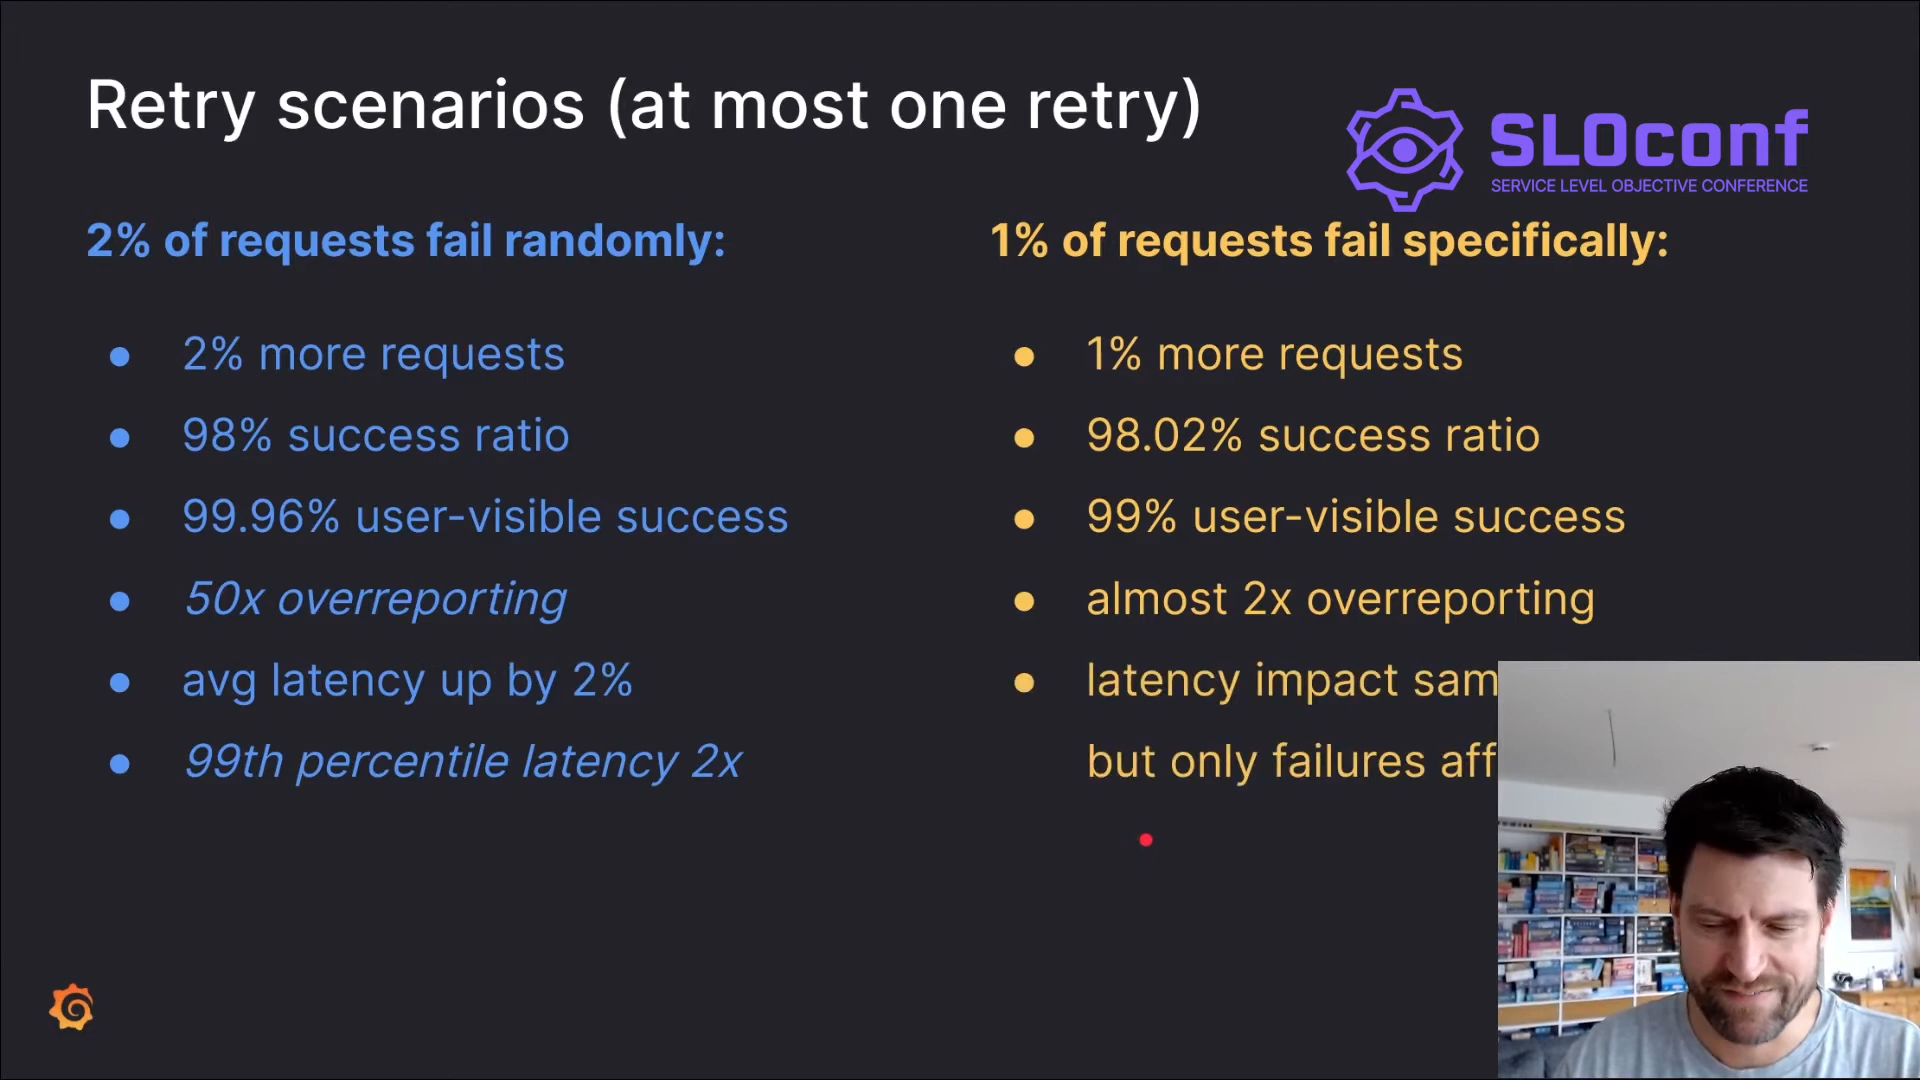 Retry scenarios (at most one retry)
SLOconf
SERVICE LEVEL OBJECTIVE CONFERENCE
2% of requests fail randomly:
● 2% more requests
● 98% success ratio
● 99.96% user-visible success
● 50x overreporting
● avg latency up by 2%
● 99th percentile latency 2x
1% of requests fail specifically:
● 1% more requests
● 98.02% success ratio
● 99% user-visible success
● almost 2x overreporting
● latency impact
but only failures